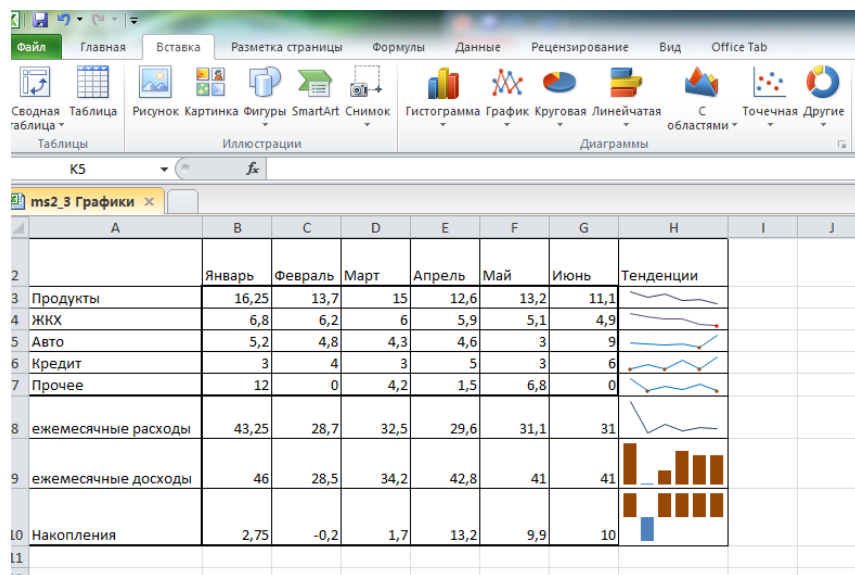 Файл Главная Вставка Разметка страницы Формулы Данные Рецензирование Вид Office Tab
Сводная Таблица Рисунок Картинка Фигуры SmartArt Снимок Гистограмма График Круговая Линейчатая С Точечная Другие
таблица областями
Таблицы Иллюстрации Диаграммы
K5 fx
ms2_3 Графики
A B C D E F G H I J
2 Январь Февраль Март Апрель Май Июнь Тенденции
3 Продукты 16,25 13,7 15 12,6 13,2 11,1
4 ЖКХ 6,8 6,2 6 5,9 5,1 4,9
5 Авто 5,2 4,8 4,3 4,6 3 9
6 Кредит 3 4 3 5 3 6
7 Прочее 12 0 4,2 1,5 6,8 0
8 ежемесячные расходы 43,25 28,7 32,5 29,6 31,1 31
9 ежемесячные досходы 46 28,5 34,2 42,8 41 41
10 Накопления 2,75 -0,2 1,7 13,2 9,9 10
11